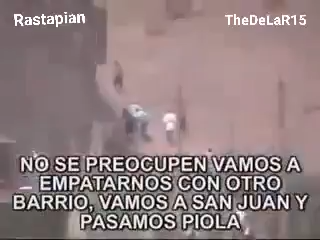 Rastapian
TheDeLaR15
NO SE PREOCUPEN VAMOS A
EMPATARNOS CON OTRO
BARRIO, VAMOS A SAN JUAN Y
PASAMOS PIOLA